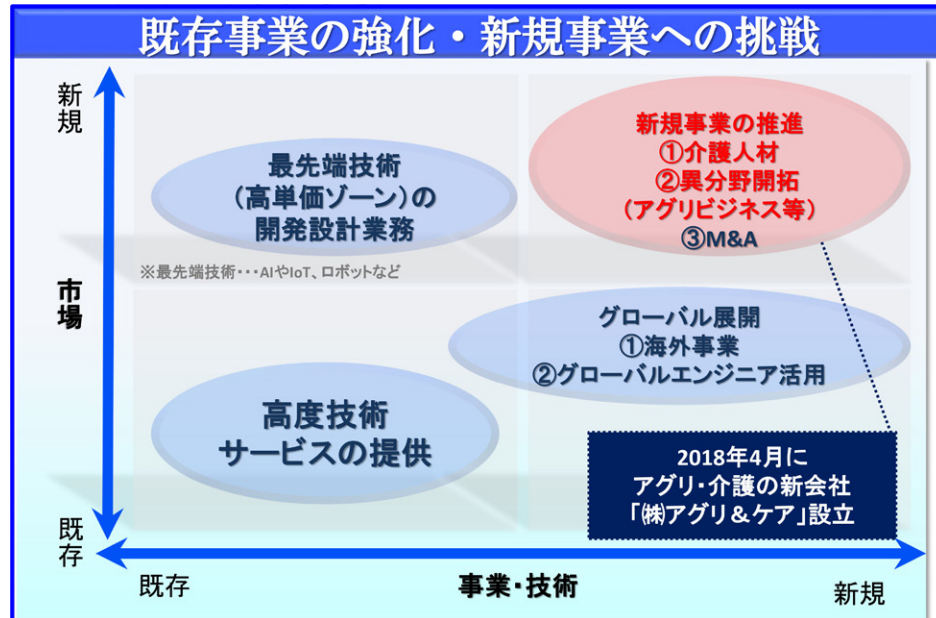 既存事業の強化・新規事業への挑戦
新規
最先端技術
(高単価ゾーン)の
開発設計業務
※最先端技術・・・AIやIoT、ロボットなど
新規事業の推進
①介護人材
②異分野開拓
(アグリビジネス等)
③M&A
市場
グローバル展開
①海外事業
②グローバルエンジニア活用
高度技術
サービスの提供
2018年4月に
アグリ・介護の新会社
「㈱アグリ&ケア」設立
既存
既存
事業・技術
新規